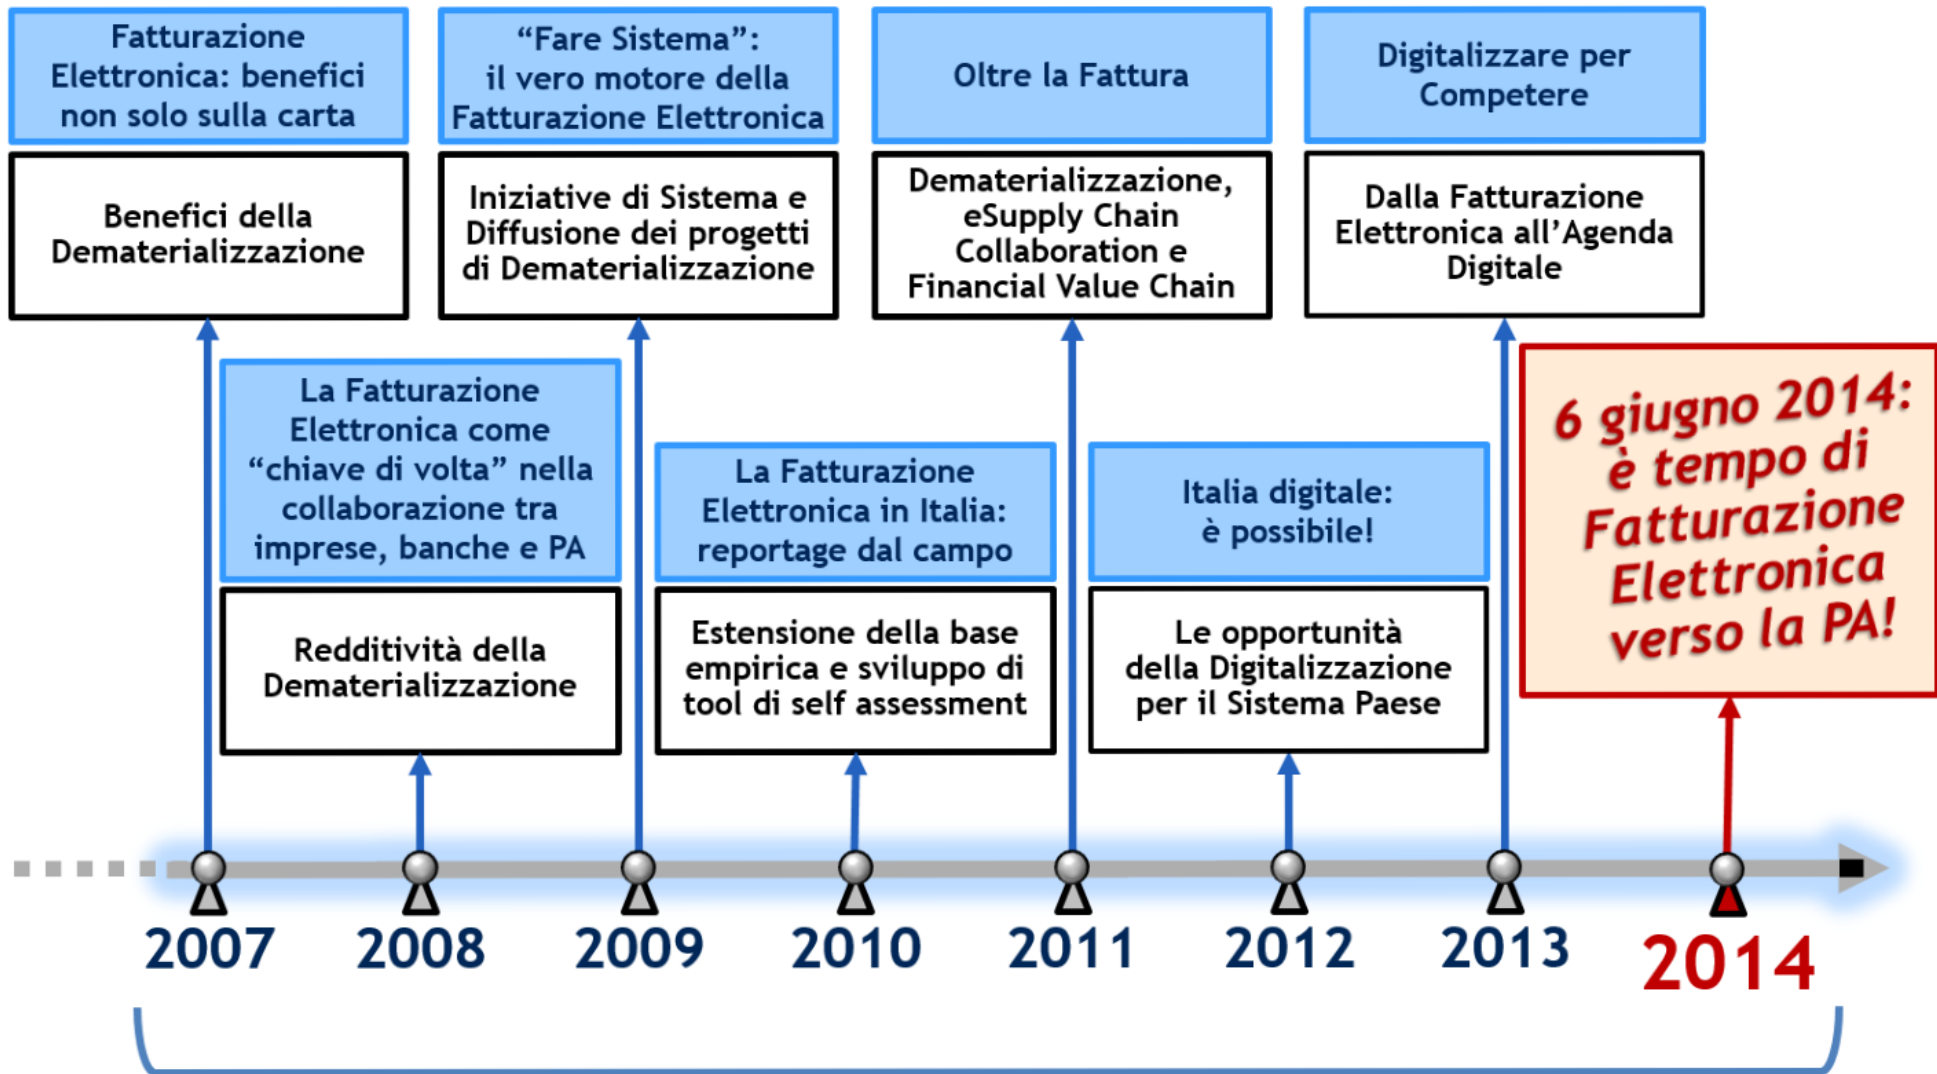 Fatturazione
Elettronica: benefici
non solo sulla carta
Benefici della
Dematerializzazione
“Fare Sistema”:
il vero motore della
Fatturazione Elettronica
Iniziative di Sistema e
Diffusione dei progetti
di Dematerializzazione
Oltre la Fattura
Dematerializzazione,
eSupply Chain
Collaboration e
Financial Value Chain
Digitalizzare per
Competere
Dalla Fatturazione
Elettronica all’Agenda
Digitale
La Fatturazione
Elettronica come
“chiave di volta” nella
collaborazione tra
imprese, banche e PA
Redditività della
Dematerializzazione
La Fatturazione
Elettronica in Italia:
reportage dal campo
Estensione della base
empirica e sviluppo di
tool di self assessment
Italia digitale:
è possibile!
Le opportunità
della Digitalizzazione
per il Sistema Paese
6 giugno 2014:
è tempo di
Fatturazione
Elettronica
verso la PA!
2007
2008
2009
2010
2011
2012
2013
2014